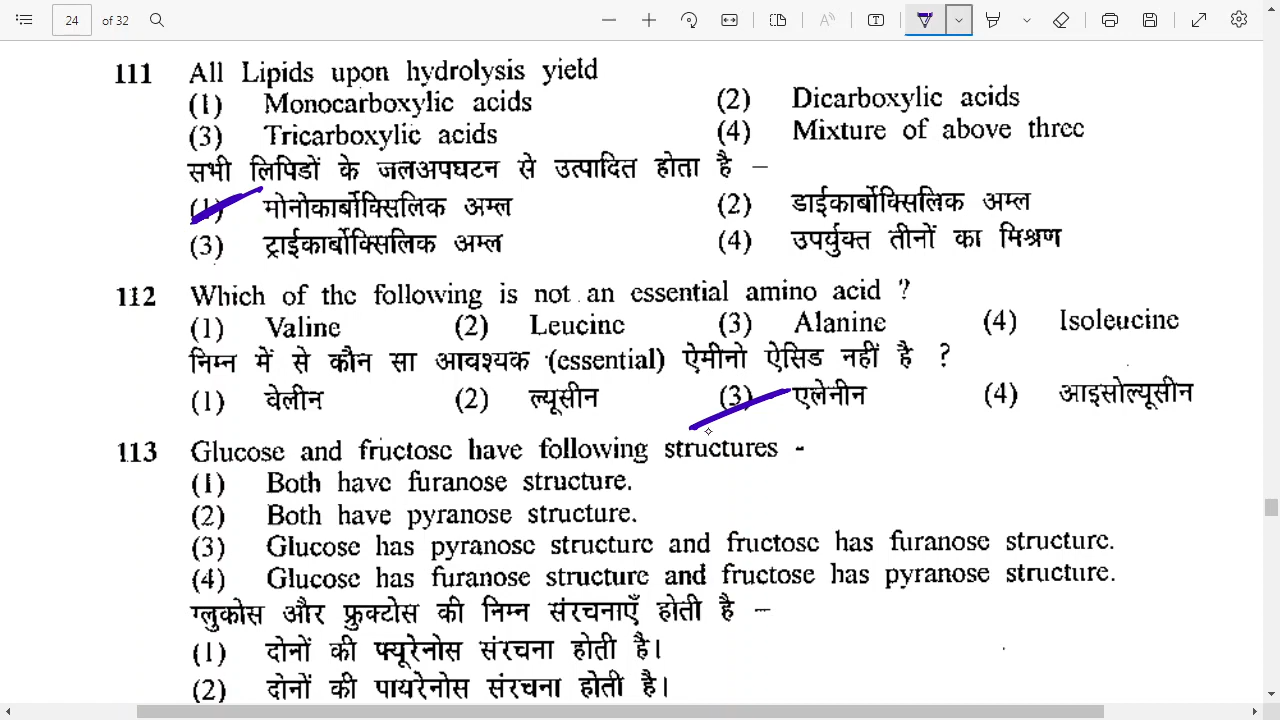 24 of 32
111 All Lipids upon hydrolysis yield
(1) Monocarboxylic acids (2) Dicarboxylic acids
(3) Tricarboxylic acids (4) Mixture of above three
सभी लिपिडों के जलअपघटन से उत्पादित होता है –
(1) मोनोकार्बोक्सिलिक अम्ल (2) डाईकार्बोक्सिलिक अम्ल
(3) ट्राईकार्बोक्सिलिक अम्ल (4) उपर्युक्त तीनों का मिश्रण
112 Which of the following is not an essential amino acid ?
(1) Valine (2) Leucine (3) Alanine (4) Isoleucine
निम्न में से कौन सा आवश्यक (essential) ऐमीनो ऐसिड नहीं है ?
(1) वेलीन (2) ल्यूसीन (3) एलेनीन (4) आइसोल्यूसीन
113 Glucose and fructose have following structures -
(1) Both have furanose structure.
(2) Both have pyranose structure.
(3) Glucose has pyranose structure and fructose has furanose structure.
(4) Glucose has furanose structure and fructose has pyranose structure.
ग्लुकोस और फ्रुक्टोस की निम्न संरचनाएँ होती है –
(1) दोनों की फ्यूरेनोस संरचना होती है।
(2) दोनों की पायरेनोस संरचना होती है।